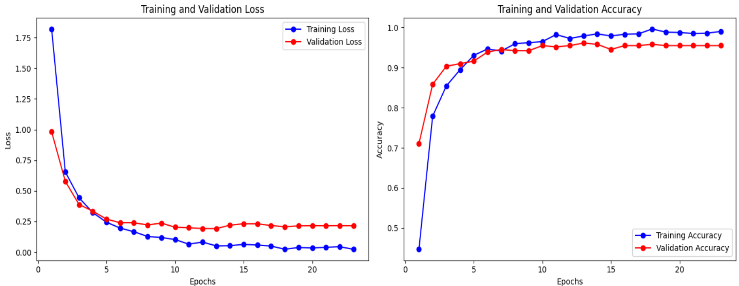 Training and Validation Loss
Training Loss
Validation Loss
1.75
1.50
1.25
1.00
0.75
0.50
0.25
0.00
Loss
0
5
10
15
20
Epochs
Training and Validation Accuracy
1.0
0.9
0.8
0.7
0.6
0.5
Accuracy
Training Accuracy
Validation Accuracy
0
5
10
15
20
Epochs